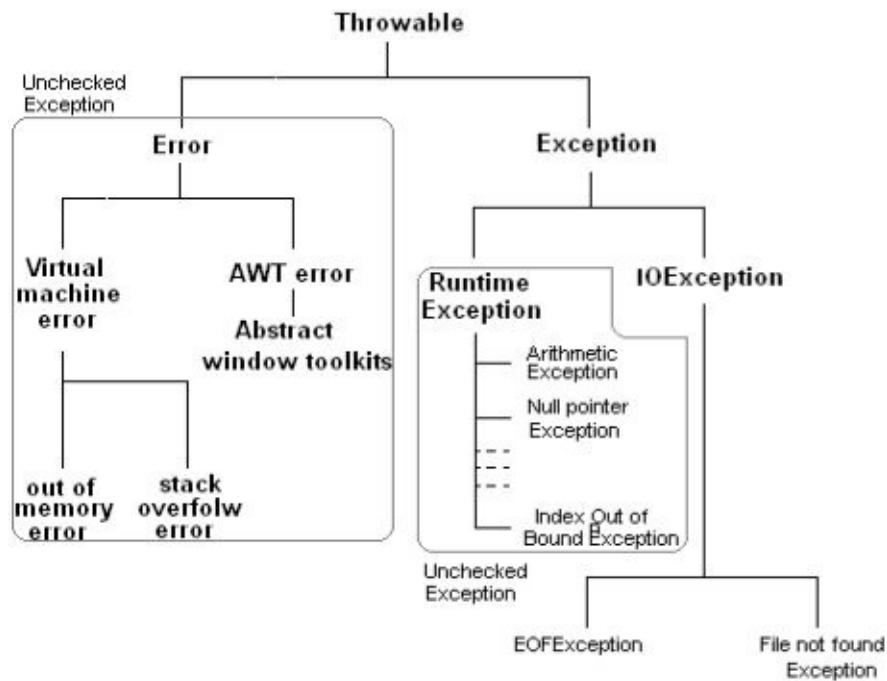 Throwable
Unchecked
Exception
Error
Exception
Virtual
machine
error
AWT error
Abstract
window toolkits
out of
memory
error
stack
overfolw
error
Runtime
Exception
IOException
Arithmetic
Exception
Null pointer
Exception
Index Out of
Bound Exception
Unchecked
Exception
EOFException
File not found
Exception